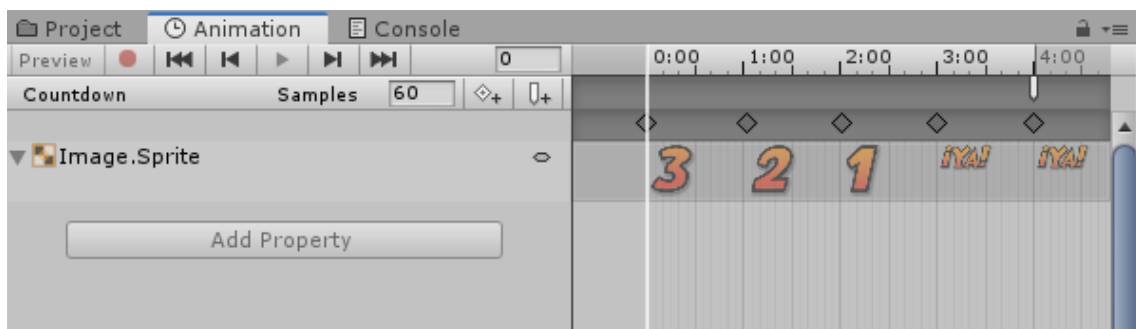 Project Animation Console
Preview 0 0:00 1:00 2:00 3:00 4:00
Countdown Samples 60
Image.Sprite 3 2 1 ¡YA! ¡YA!
Add Property